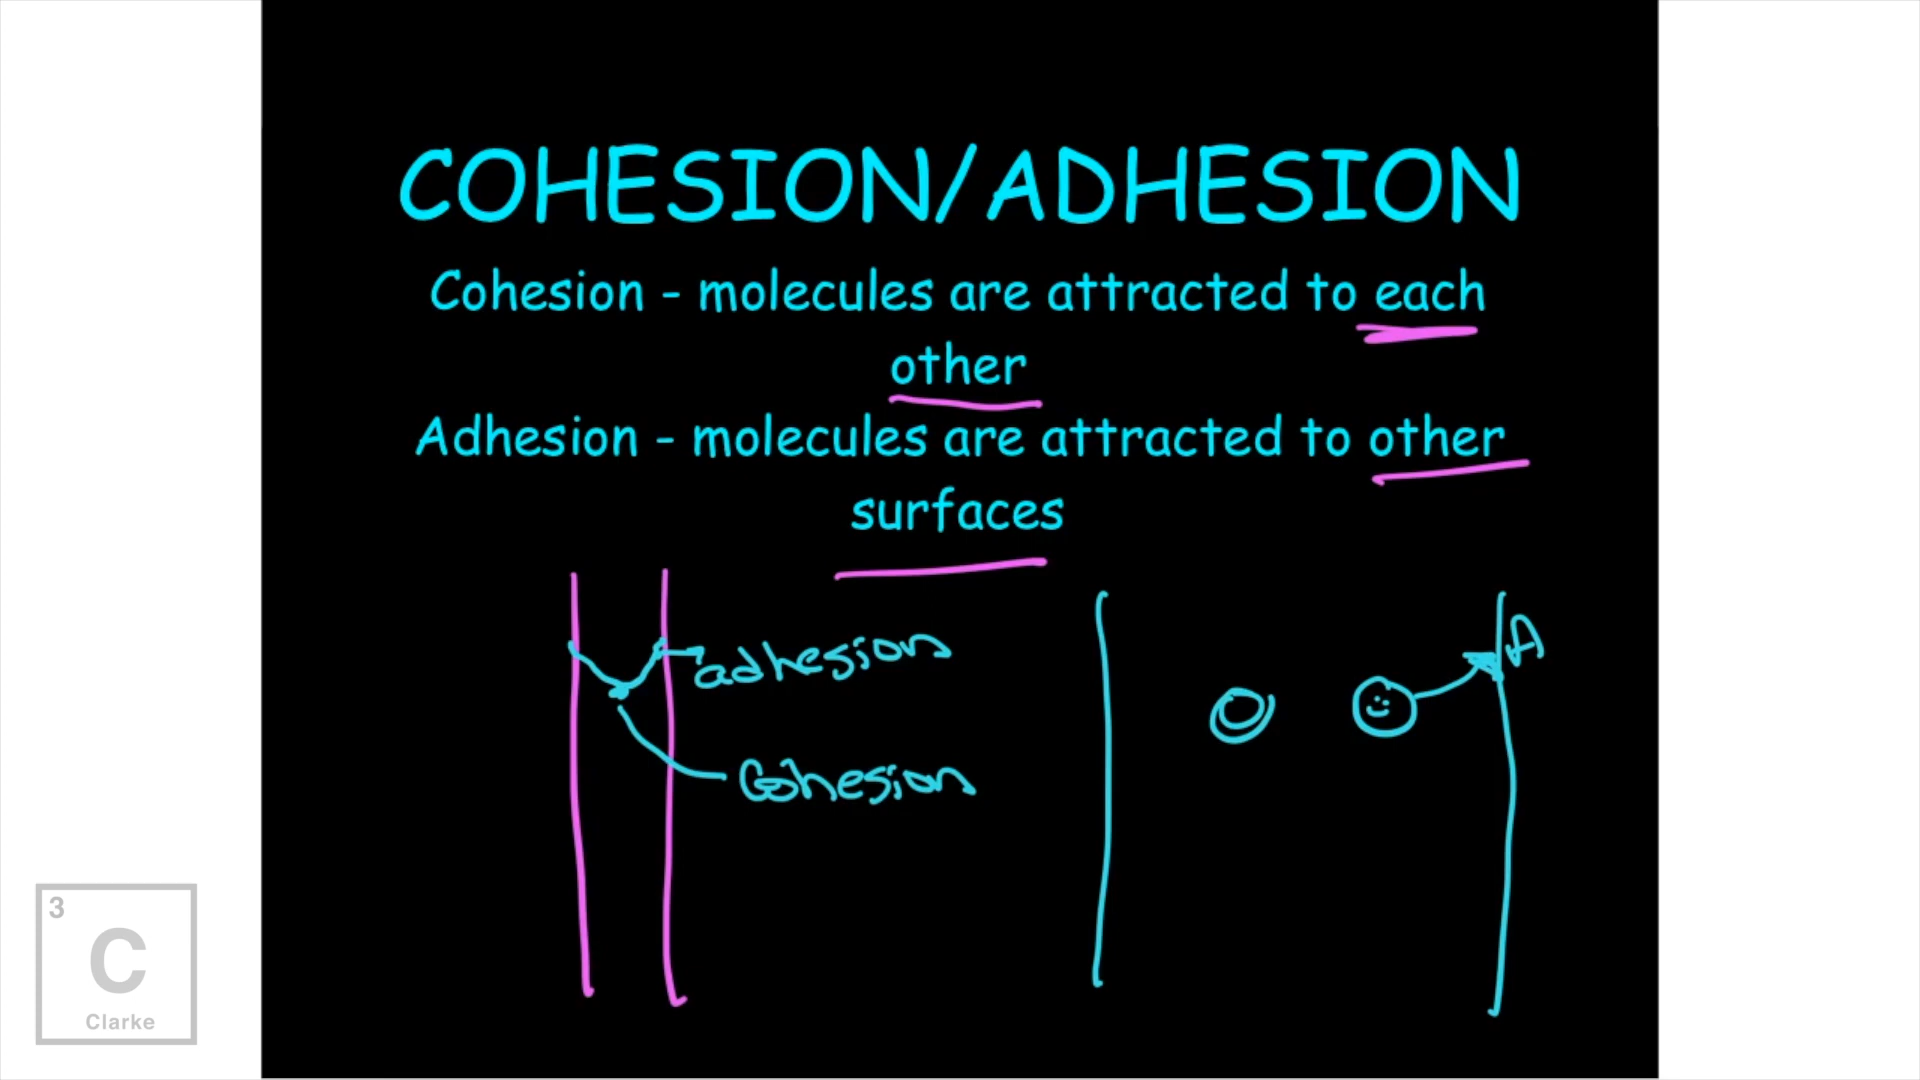 COHESION/ADHESION
Cohesion - molecules are attracted to each
other
Adhesion - molecules are attracted to other
surfaces
adhesion
A
Cohesion
3
C
Clarke